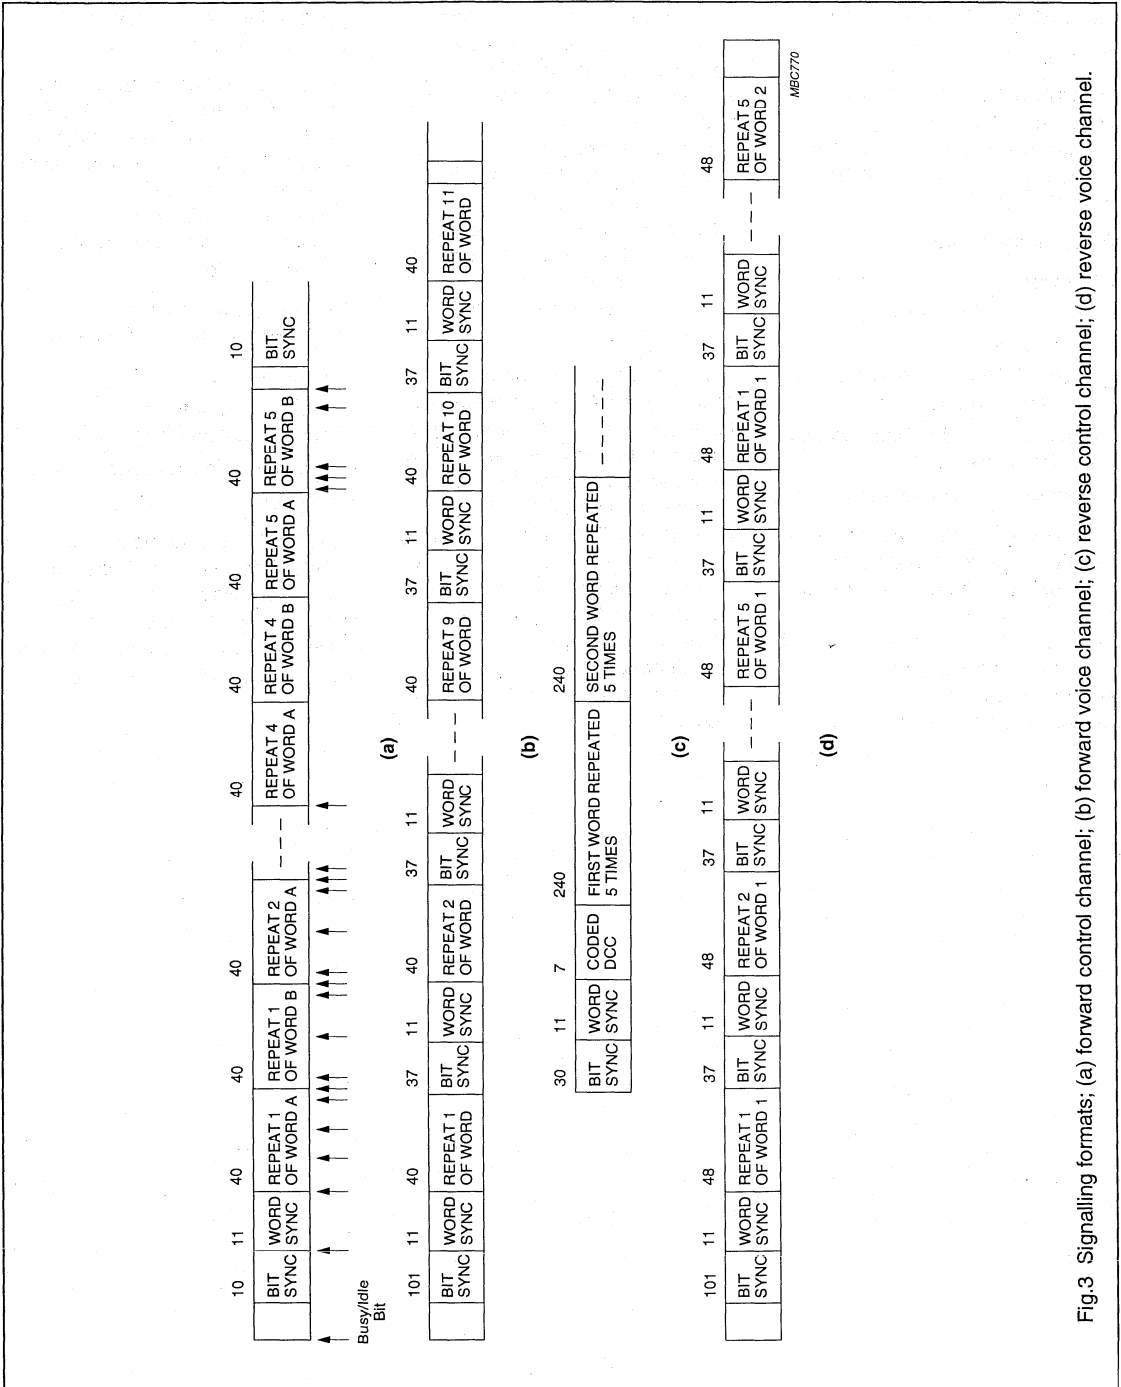 10 11 40 40 40 40 40 40 40 10
BIT SYNC WORD SYNC REPEAT 1 OF WORD A REPEAT 1 OF WORD B REPEAT 2 OF WORD A – – – REPEAT 4 OF WORD A REPEAT 4 OF WORD B REPEAT 5 OF WORD A REPEAT 5 OF WORD B BIT SYNC
Busy/Idle
Bit
(a)
101 11 40 37 11 40 37 11 40 37 11 40 37 11 40
BIT SYNC WORD SYNC REPEAT 1 OF WORD BIT SYNC WORD SYNC REPEAT 2 OF WORD BIT SYNC WORD SYNC – – – REPEAT 9 OF WORD BIT SYNC WORD SYNC REPEAT 10 OF WORD BIT SYNC WORD SYNC REPEAT 11 OF WORD
(b)
30 11 7 240 240
BIT SYNC WORD SYNC CODED DCC FIRST WORD REPEATED 5 TIMES SECOND WORD REPEATED 5 TIMES – – – – –
(c)
101 11 48 37 11 48 37 11 48 37 11 48 37 11 48
BIT SYNC WORD SYNC REPEAT 1 OF WORD 1 BIT SYNC WORD SYNC REPEAT 2 OF WORD 1 BIT SYNC WORD SYNC – – – REPEAT 5 OF WORD 1 BIT SYNC WORD SYNC REPEAT 1 OF WORD 1 BIT SYNC WORD SYNC – – – REPEAT 5 OF WORD 2
MBC770
(d)
Fig.3 Signalling formats; (a) forward control channel; (b) forward voice channel; (c) reverse control channel; (d) reverse voice channel.